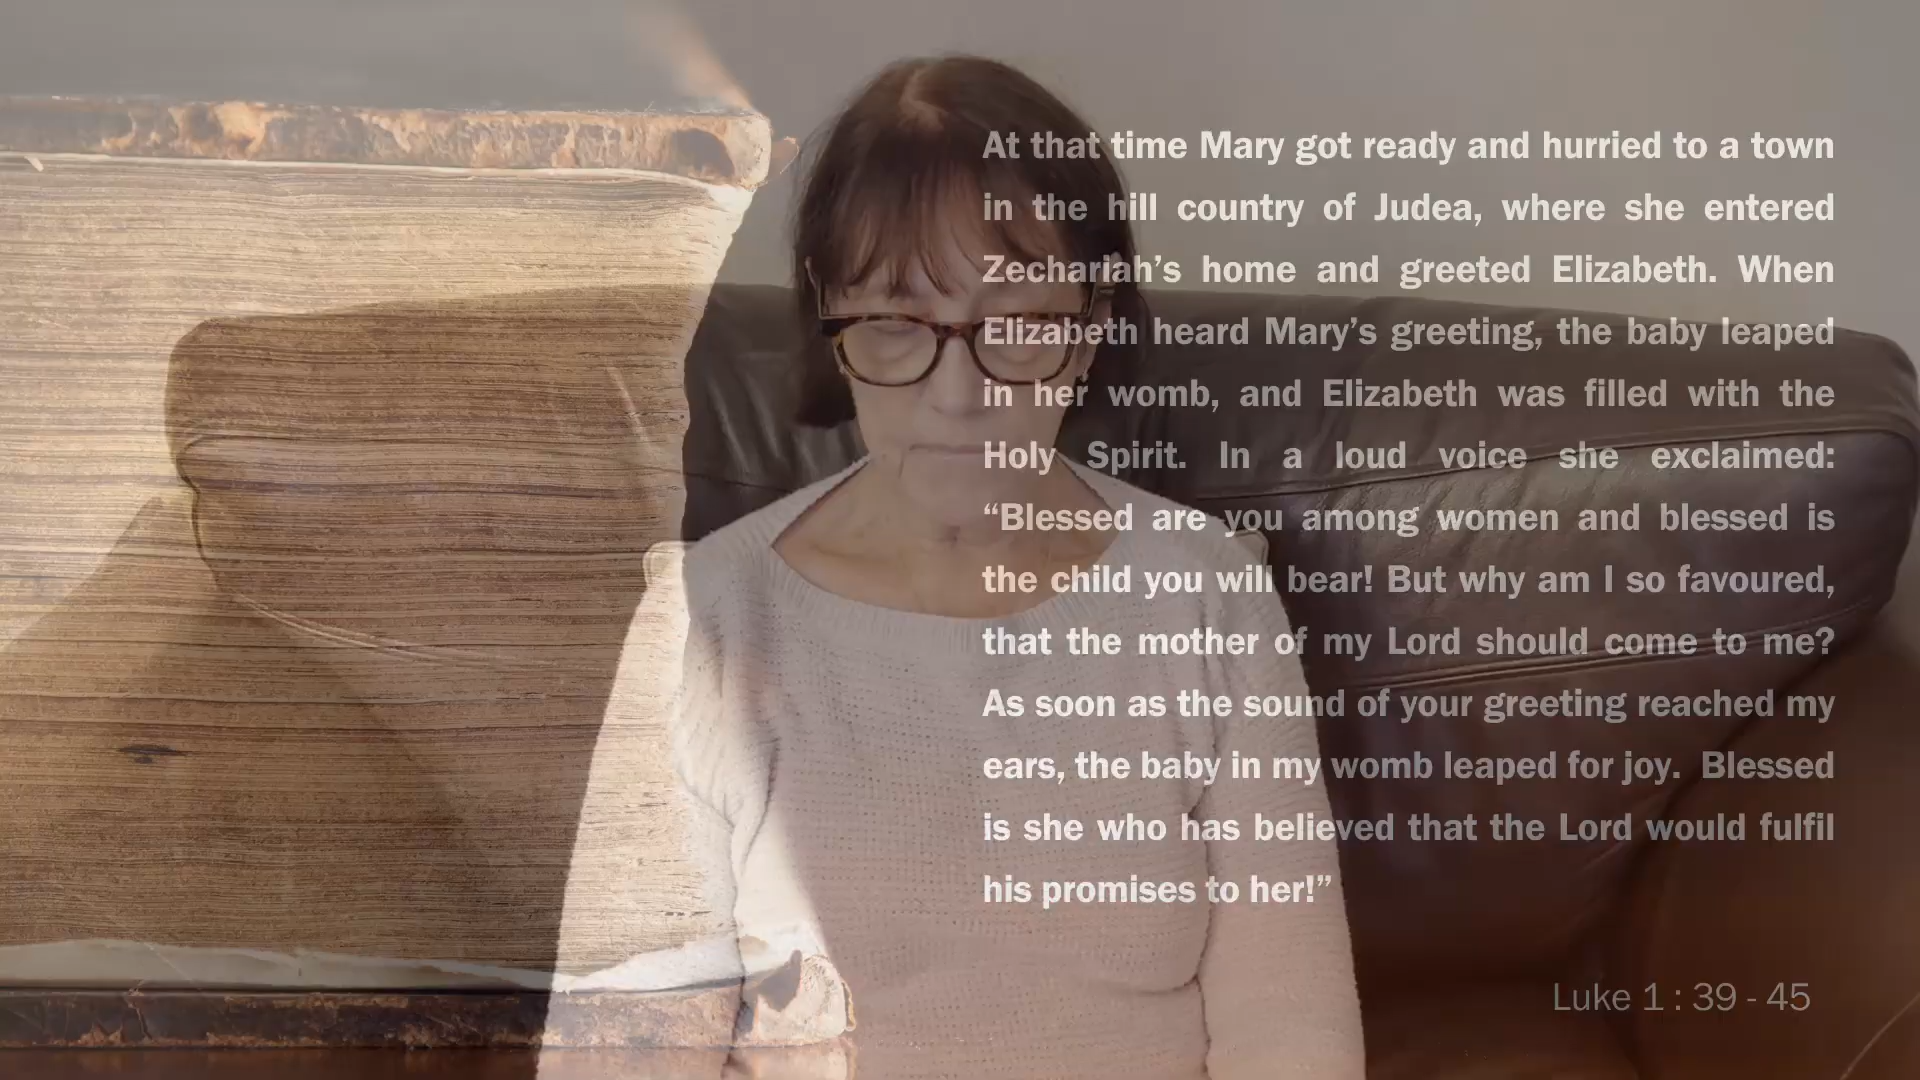 At that time Mary got ready and hurried to a town
in the hill country of Judea, where she entered
Zechariah’s home and greeted Elizabeth. When
Elizabeth heard Mary’s greeting, the baby leaped
in her womb, and Elizabeth was filled with the
Holy Spirit. In a loud voice she exclaimed:
“Blessed are you among women and blessed is
the child you will bear! But why am I so favoured,
that the mother of my Lord should come to me?
As soon as the sound of your greeting reached my
ears, the baby in my womb leaped for joy.  Blessed
is she who has believed that the Lord would fulfil
his promises to her!”
Luke 1 : 39 - 45